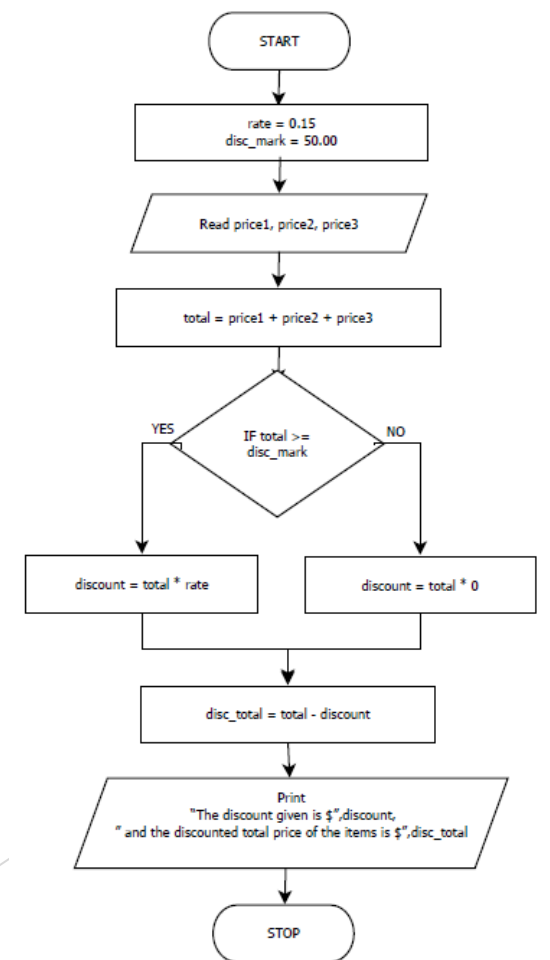 START
rate = 0.15
disc_mark = 50.00
Read price1, price2, price3
total = price1 + price2 + price3
IF total >=
disc_mark
YES
NO
discount = total * rate
discount = total * 0
disc_total = total - discount
Print
"The discount given is $",discount,
" and the discounted total price of the items is $",disc_total
STOP